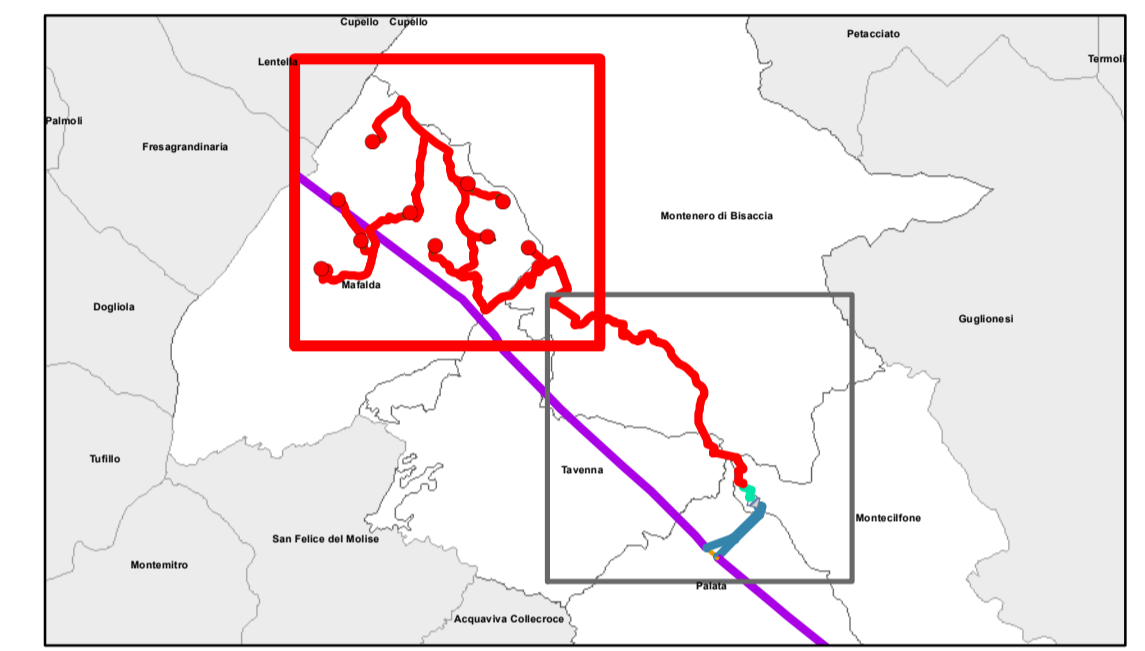 Cupello Cupello
Petacciato
Lentella
Termoli
Palmoli
Fresagrandinaria
Montenero di Bisaccia
Mafalda
Dogliola
Guglionesi
Tufillo
Tavenna
Montecilfone
San Felice del Molise
Montemitro
Palata
Acquaviva Collecroce